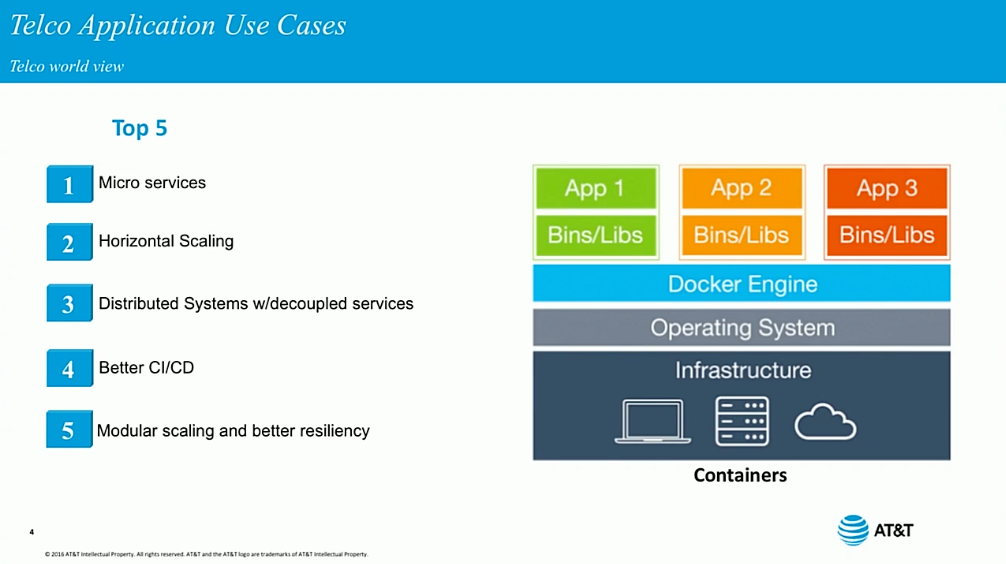 Telco Application Use Cases
Telco world view
Top 5
1 Micro services
2 Horizontal Scaling
3 Distributed Systems w/decoupled services
4 Better CI/CD
5 Modular scaling and better resiliency
App 1 App 2 App 3
Bins/Libs Bins/Libs Bins/Libs
Docker Engine
Operating System
Infrastructure
Containers
4
AT&T
© 2016 AT&T Intellectual Property. All rights reserved. AT&T and the AT&T logo are trademarks of AT&T Intellectual Property.